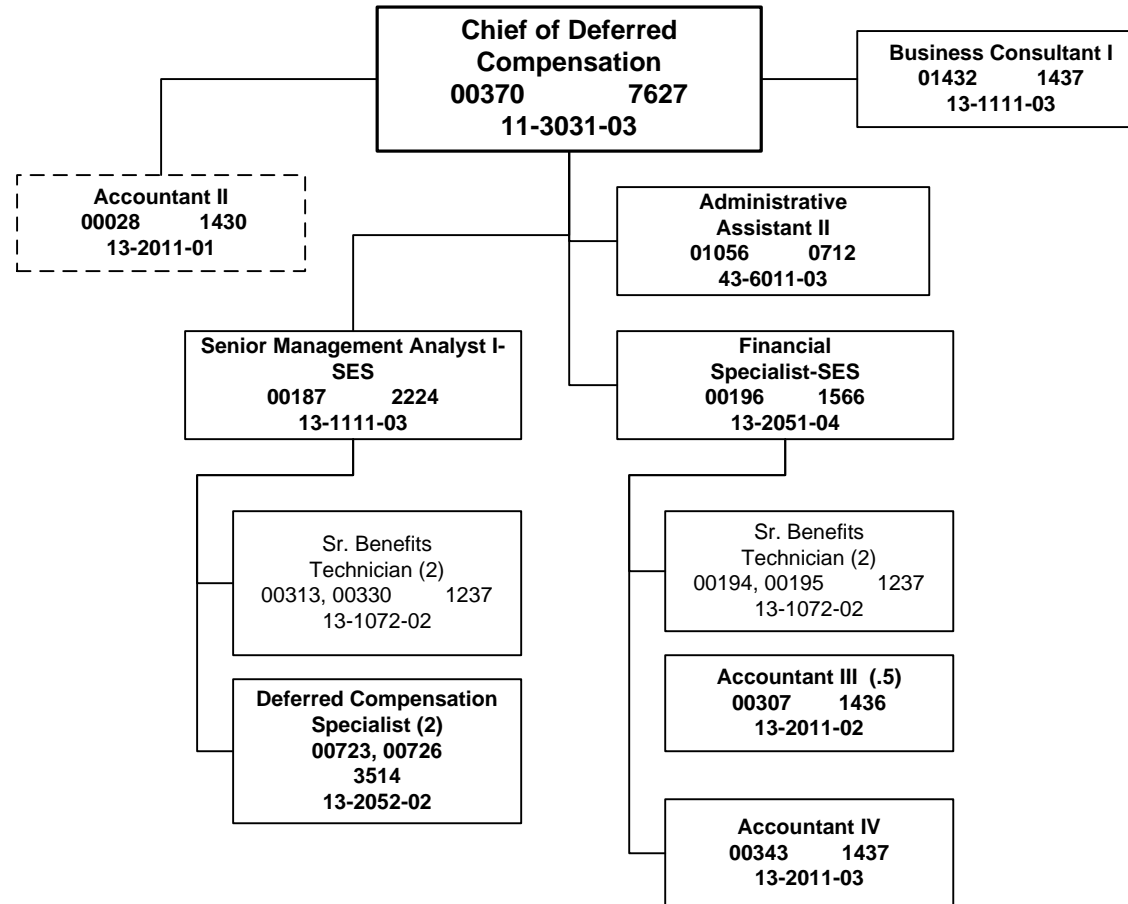 Chief of Deferred
Compensation
00370 7627
11-3031-03
Business Consultant I
01432 1437
13-1111-03
Accountant II
00028 1430
13-2011-01
Administrative
Assistant II
01056 0712
43-6011-03
Senior Management Analyst I-
SES
00187 2224
13-1111-03
Financial
Specialist-SES
00196 1566
13-2051-04
Sr. Benefits
Technician (2)
00313, 00330 1237
13-1072-02
Deferred Compensation
Specialist (2)
00723, 00726
3514
13-2052-02
Sr. Benefits
Technician (2)
00194, 00195 1237
13-1072-02
Accountant III (.5)
00307 1436
13-2011-02
Accountant IV
00343 1437
13-2011-03